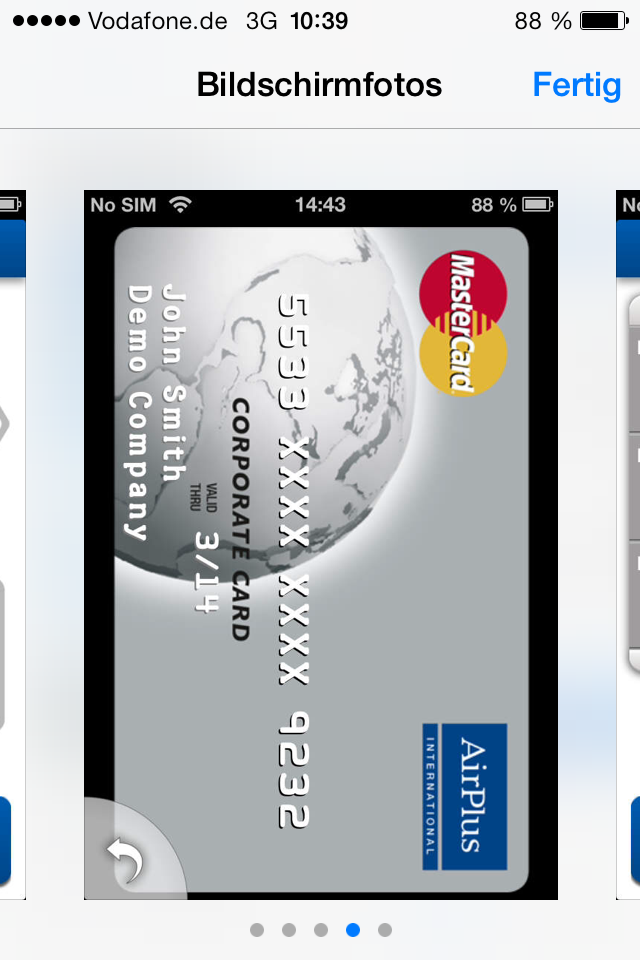 Vodafone.de 3G 10:39 88 %
Bildschirmfotos
Fertig
No SIM 14:43 88 %
No
MasterCard
AirPlus
INTERNATIONAL
5533 XXXX XXXX 9232
CORPORATE CARD
VALID
THRU
3/14
John Smith
Demo Company